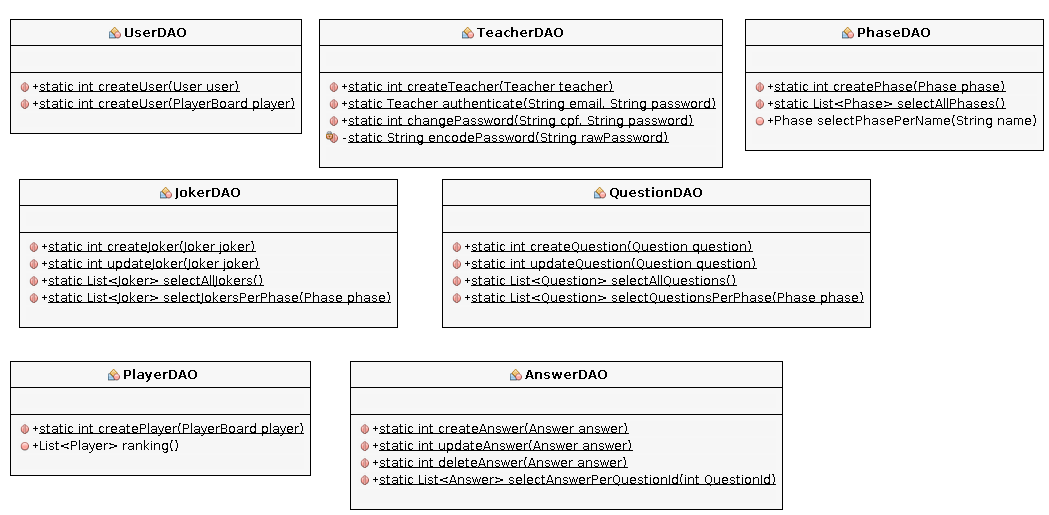 UserDAO
+static int createUser(User user)
+static int createUser(PlayerBoard player)
TeacherDAO
+static int createTeacher(Teacher teacher)
+static Teacher authenticate(String email, String password)
+static int changePassword(String cpf, String password)
-static String encodePassword(String rawPassword)
PhaseDAO
+static int createPhase(Phase phase)
+static List<Phase> selectAllPhases()
+Phase selectPhasePerName(String name)
JokerDAO
+static int createJoker(Joker joker)
+static int updateJoker(Joker joker)
+static List<Joker> selectAllJokers()
+static List<Joker> selectJokersPerPhase(Phase phase)
QuestionDAO
+static int createQuestion(Question question)
+static int updateQuestion(Question question)
+static List<Question> selectAllQuestions()
+static List<Question> selectQuestionsPerPhase(Phase phase)
PlayerDAO
+static int createPlayer(PlayerBoard player)
+List<Player> ranking()
AnswerDAO
+static int createAnswer(Answer answer)
+static int updateAnswer(Answer answer)
+static int deleteAnswer(Answer answer)
+static List<Answer> selectAnswerPerQuestionId(int QuestionId)